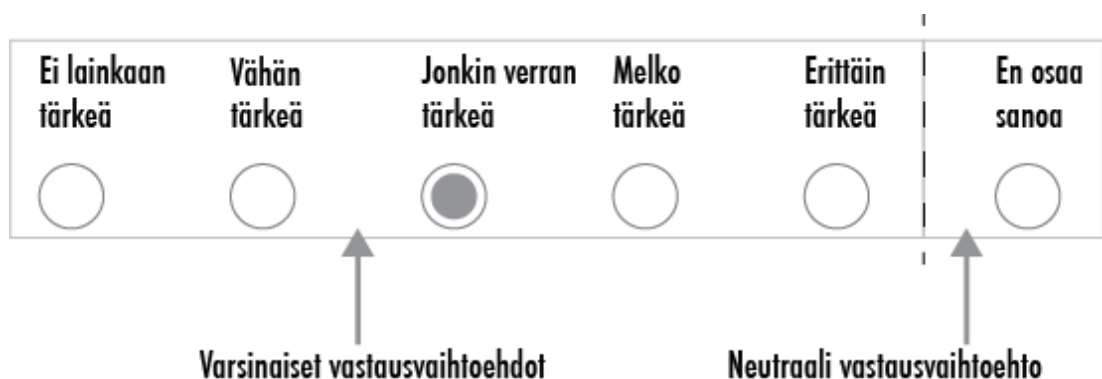 Ei lainkaan
tärkeä
Vähän
tärkeä
Jonkin verran
tärkeä
Melko
tärkeä
Erittäin
tärkeä
En osaa
sanoa
Varsinaiset vastausvaihtoehdot
Neutraali vastausvaihtoehto